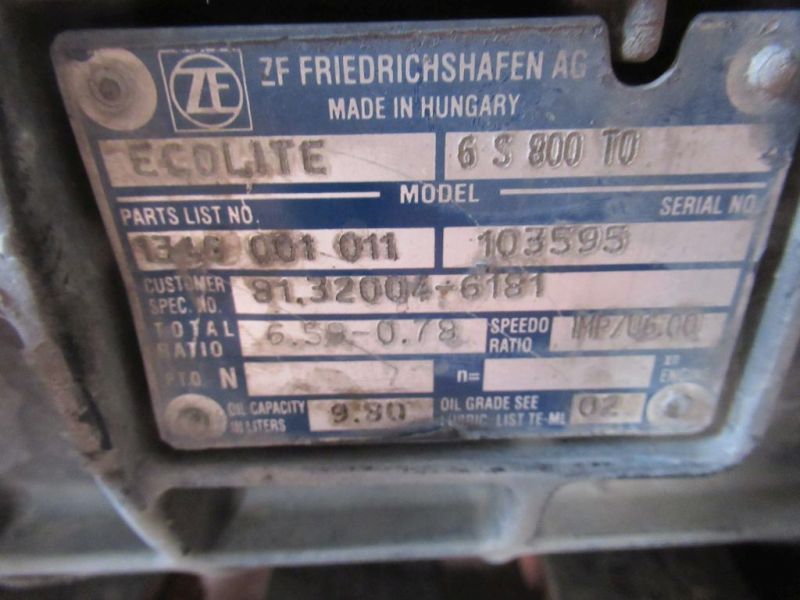 ZF
ZF FRIEDRICHSHAFEN AG
MADE IN HUNGARY
ECOLITE 6 S 800 TO
MODEL
PARTS LIST NO. SERIAL NO.
1346 001 011 103595
CUSTOMER SPEC. NO. 81.32004-6181
TOTAL RATIO 6.58-0.78 SPEEDO RATIO
P.T.O. N n= x n ENGINE
OIL CAPACITY IN LITERS 9.80 OIL GRADE SEE LUBRIC. LIST TE-ML 02